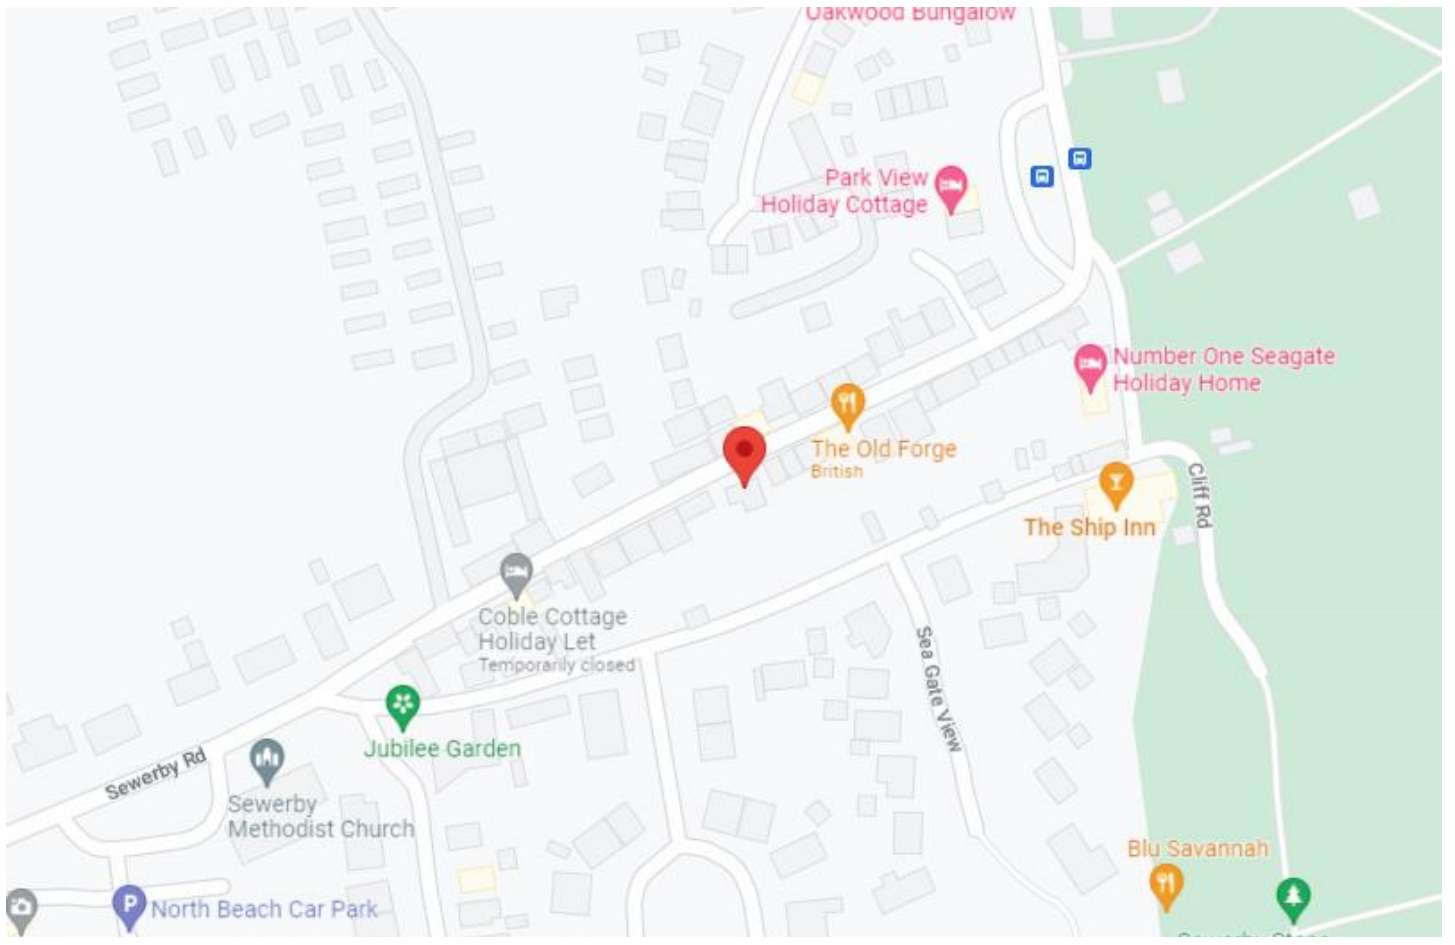 Oakwood Bungalow
Park View
Holiday Cottage
Number One Seagate
Holiday Home
The Old Forge
British
Cliff Rd
The Ship Inn
Coble Cottage
Holiday Let
Temporarily closed
Sea Gate View
Jubilee Garden
Sewerby Rd
Sewerby
Methodist Church
Blu Savannah
P
North Beach Car Park
Sewerby Steps